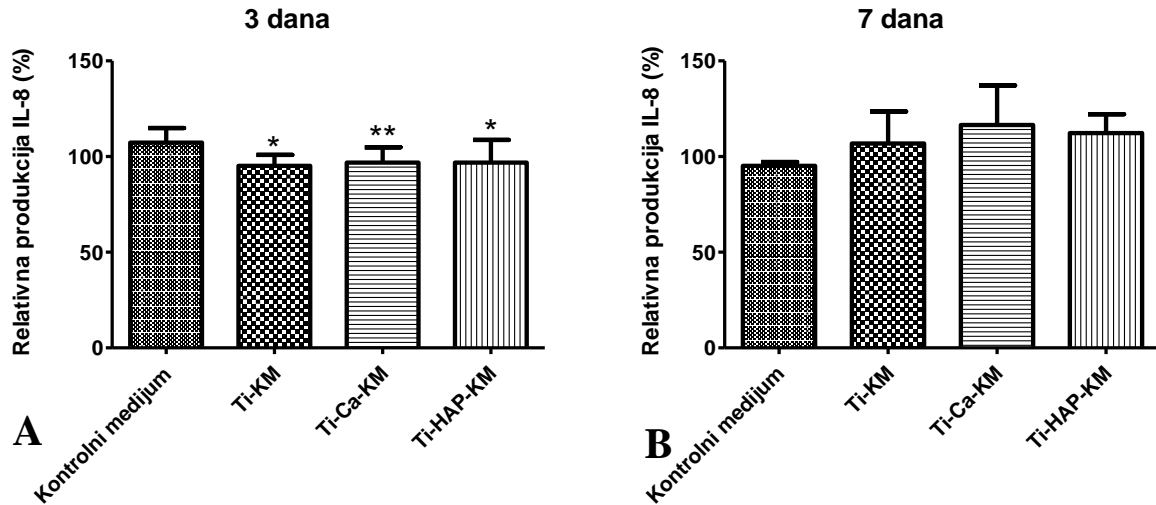 3 dana
Relativna produkcija IL-8 (%)
150
100
50
0
*
**
*
Kontrolni medijum
Ti-KM
Ti-Ca-KM
Ti-HAP-KM
A
7 dana
Relativna produkcija IL-8 (%)
150
100
50
0
Kontrolni medijum
Ti-KM
Ti-Ca-KM
Ti-HAP-KM
B